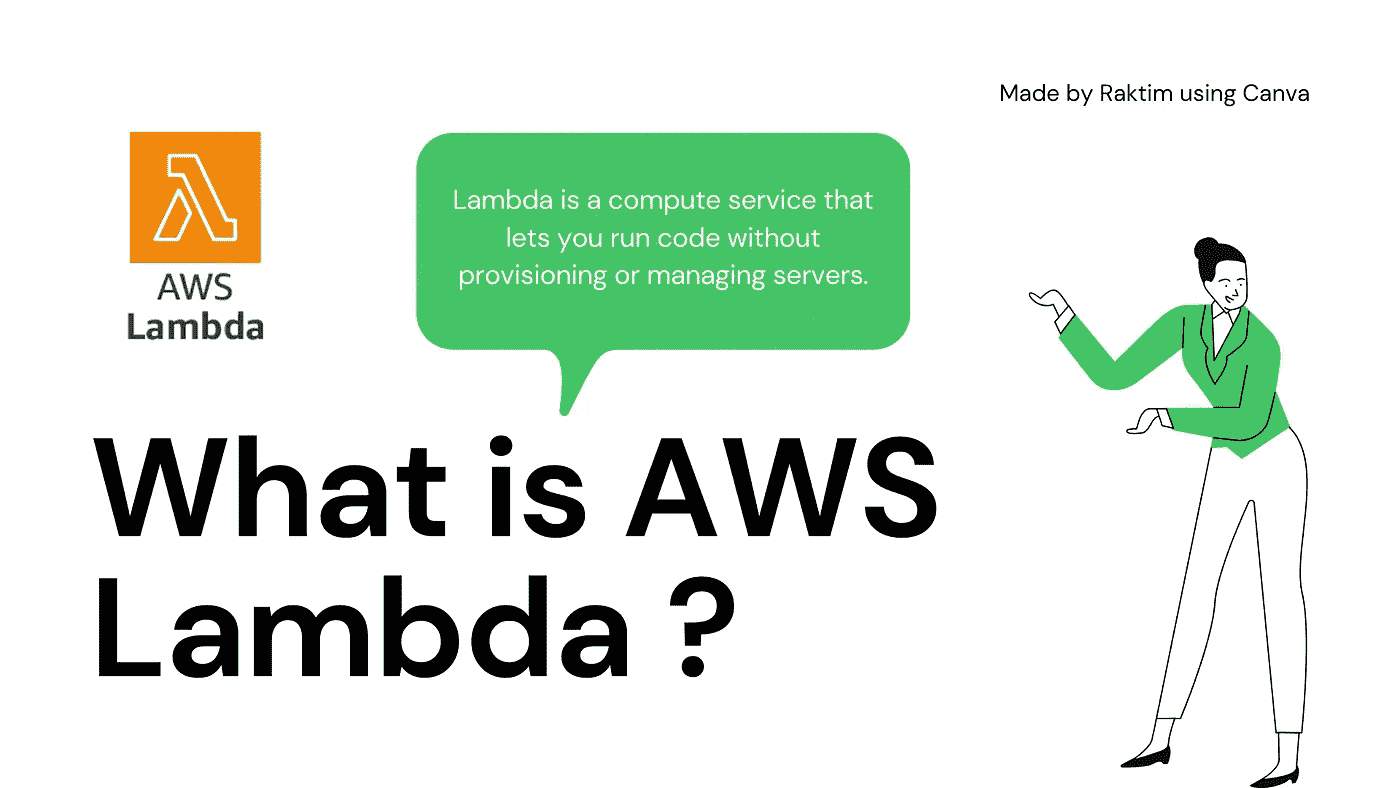 Made by Raktim using Canva
AWS
Lambda
Lambda is a compute service that
lets you run code without
provisioning or managing servers.
What is AWS
Lambda ?